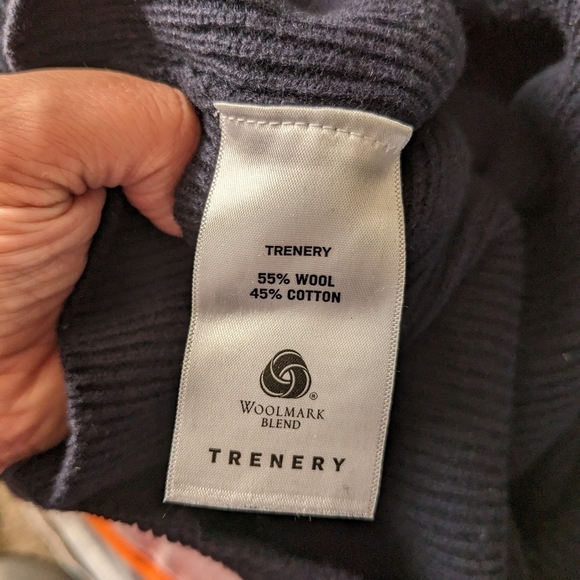 TRENERY
55% WOOL
45% COTTON
®
WOOLMARK
BLEND
TRENERY